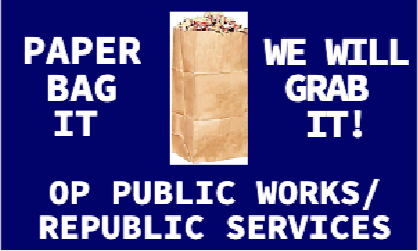 PAPER
BAG
IT
WE WILL
GRAB
IT!
OP PUBLIC WORKS/
REPUBLIC SERVICES